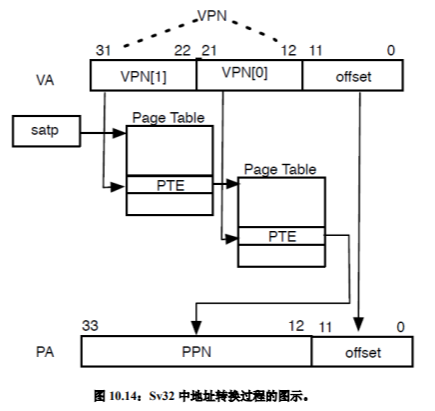 VPN
31 22 21 12 11 0
VA VPN[1] VPN[0] offset
satp Page Table
PTE Page Table
PTE
33 12 11 0
PA PPN offset
图 10.14：Sv32 中地址转换过程的图示。